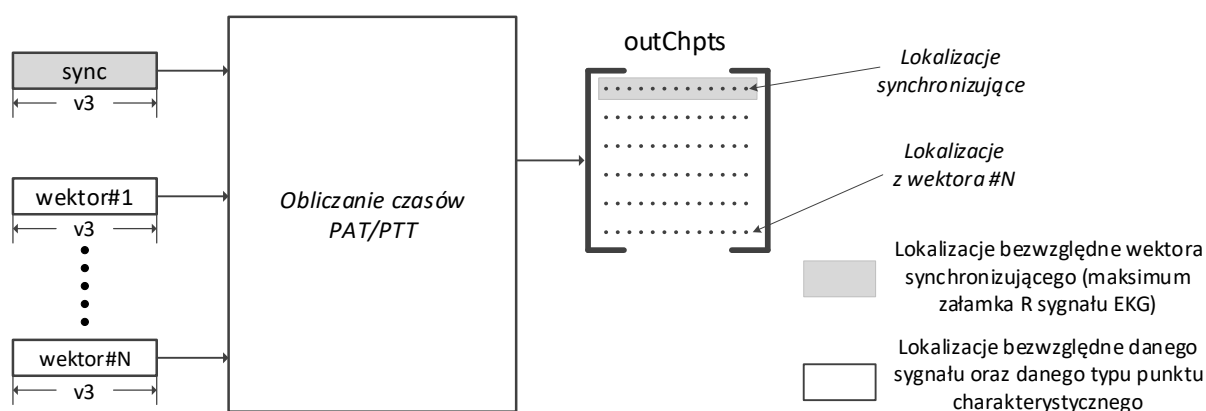 sync
v3
wektor#1
v3
wektor#N
v3
Obliczanie czasów
PAT/PTT
outChpts
Lokalizacje
synchronizujące
Lokalizacje
z wektora #N
Lokalizacje bezwzględne wektora
synchronizującego (maksimum
załamka R sygnału EKG)
Lokalizacje bezwzględne danego
sygnału oraz danego typu punktu
charakterystycznego